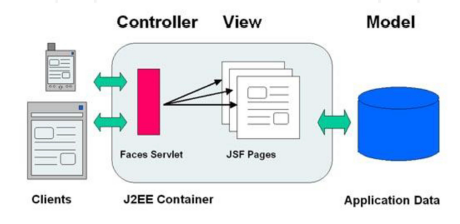 Controller View Model
Faces Servlet JSF Pages
Clients J2EE Container Application Data